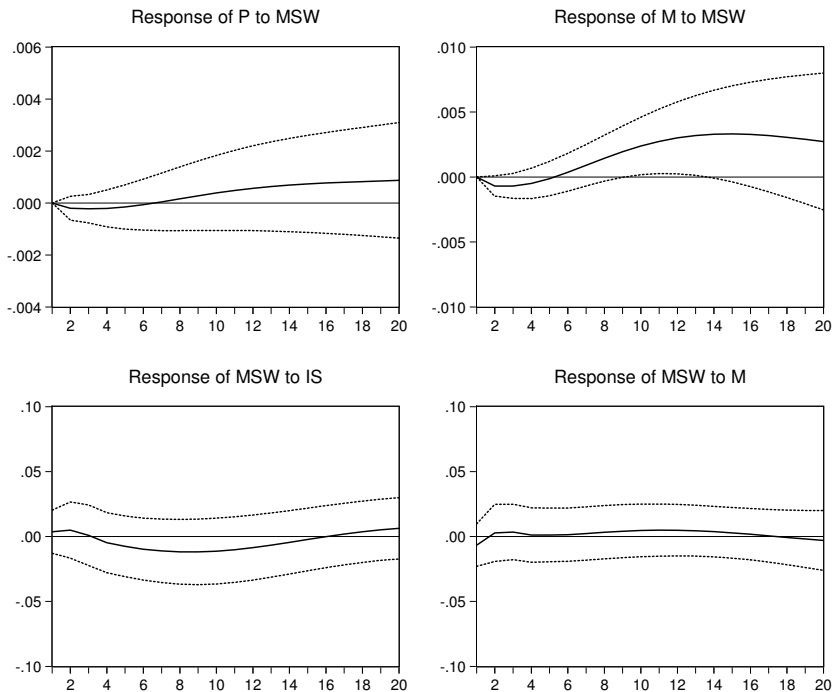 Response of P to MSW
.006
.004
.002
.000
-.002
-.004
2 4 6 8 10 12 14 16 18 20
Response of M to MSW
.010
.005
.000
-.005
-.010
2 4 6 8 10 12 14 16 18 20
Response of MSW to IS
.10
.05
.00
-.05
-.10
2 4 6 8 10 12 14 16 18 20
Response of MSW to M
.10
.05
.00
-.05
-.10
2 4 6 8 10 12 14 16 18 20